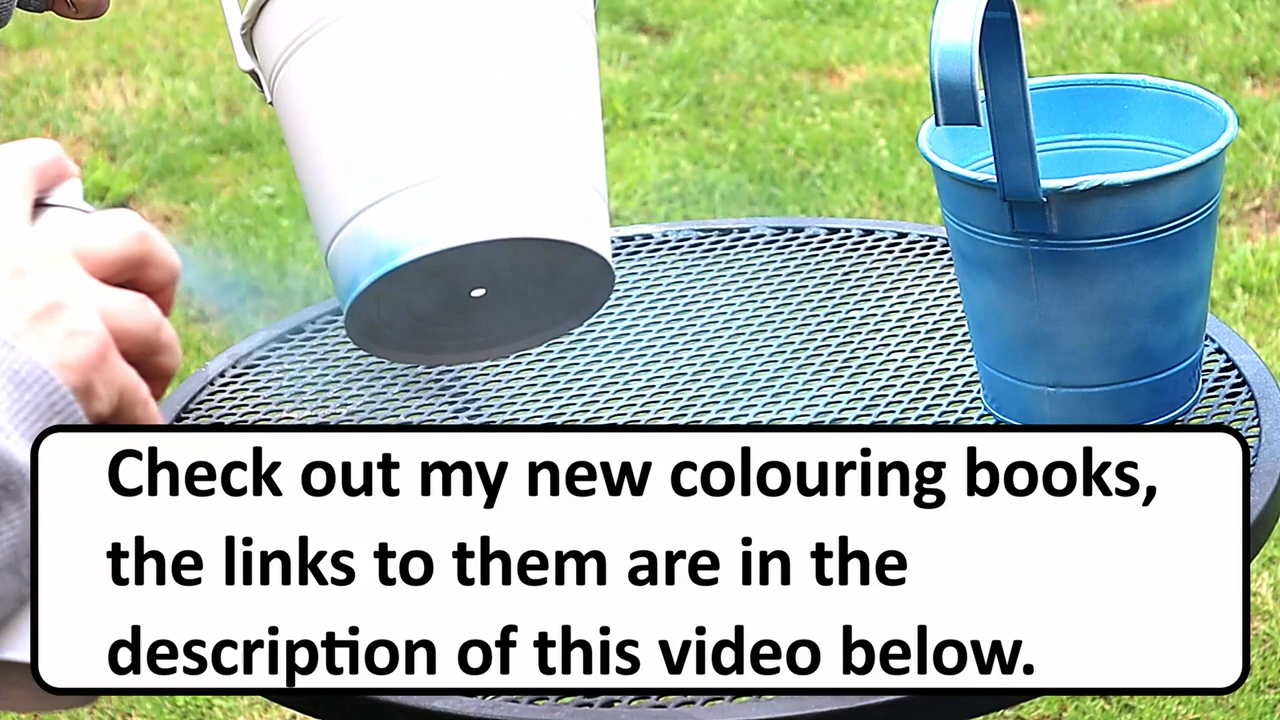 Check out my new colouring books,
the links to them are in the
description of this video below.